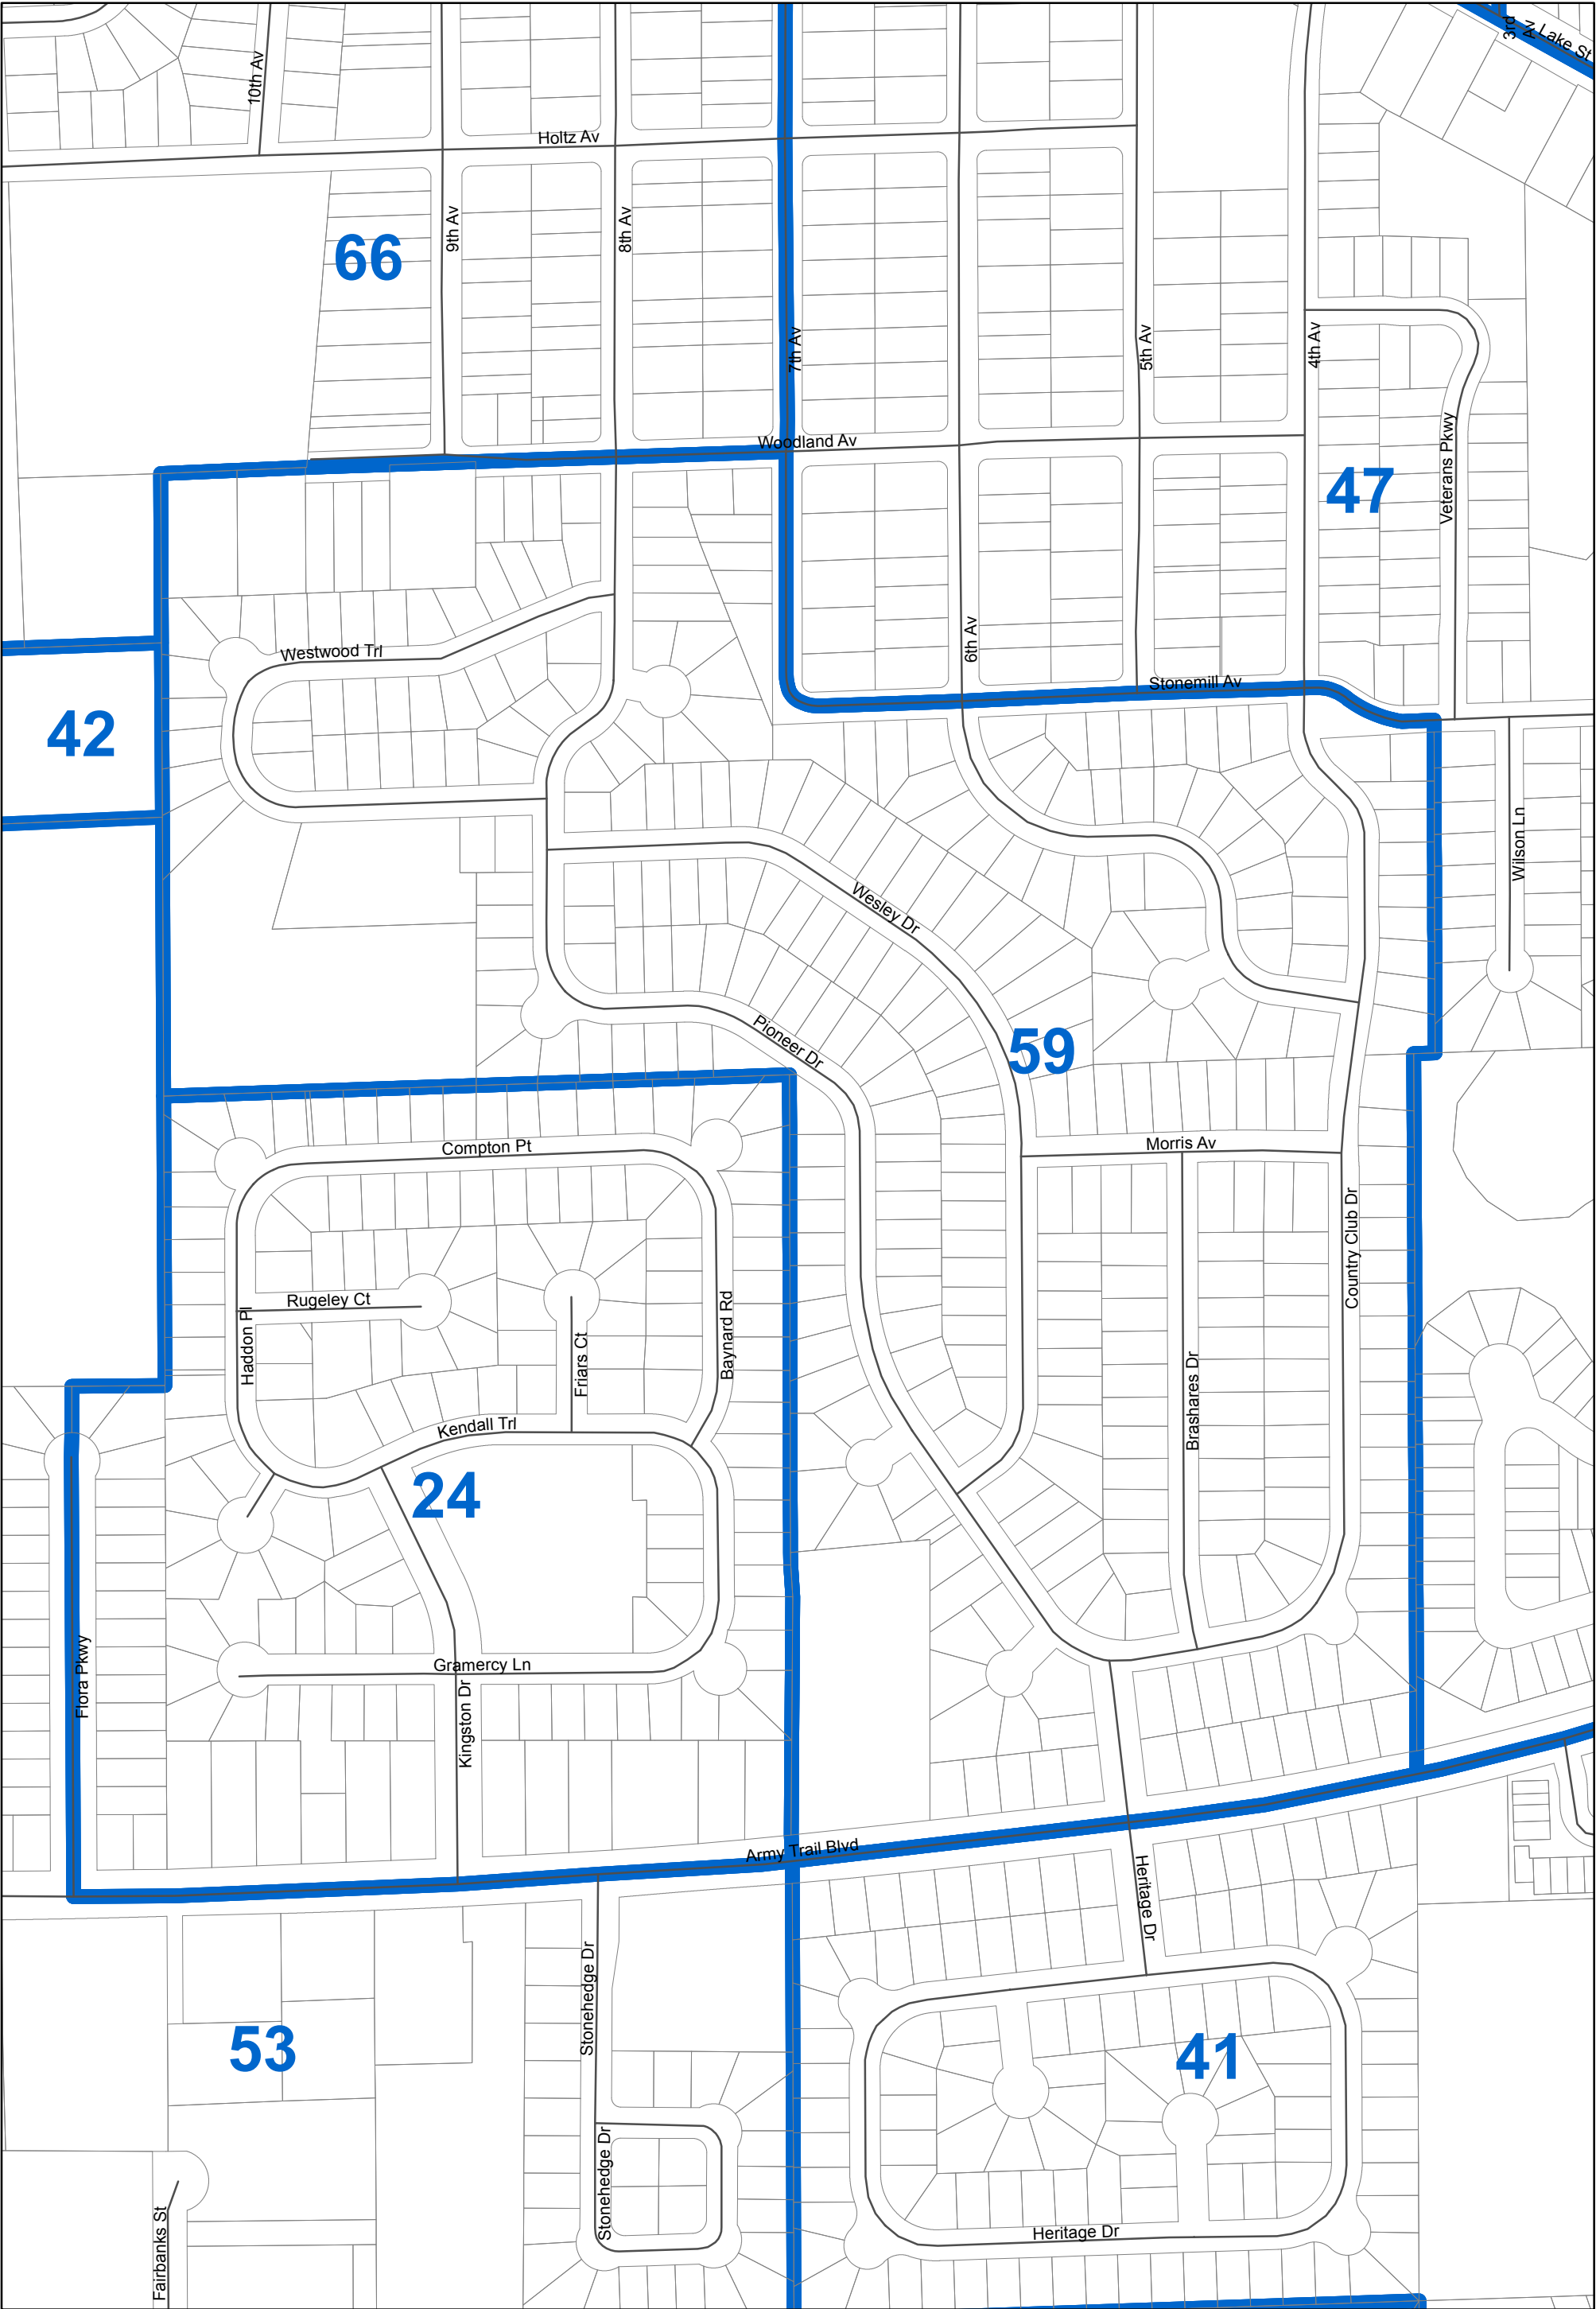 3rd Av
Lake St
10th Av
Holtz Av
9th Av
8th Av
66
7th Av
5th Av
4th Av
Woodland Av
Veterans Pkwy
47
6th Av
Westwood Trl
Stonemill Av
42
Wilson Ln
Wesley Dr
Pioneer Dr
59
Compton Pt
Morris Av
Country Club Dr
Rugeley Ct
Haddon Pl
Friars Ct
Baynard Rd
Brashares Dr
Kendall Trl
24
Flora Pkwy
Gramercy Ln
Kingston Dr
Army Trail Blvd
Heritage Dr
Stonehedge Dr
53
41
Stonehedge Dr
Fairbanks St
Heritage Dr